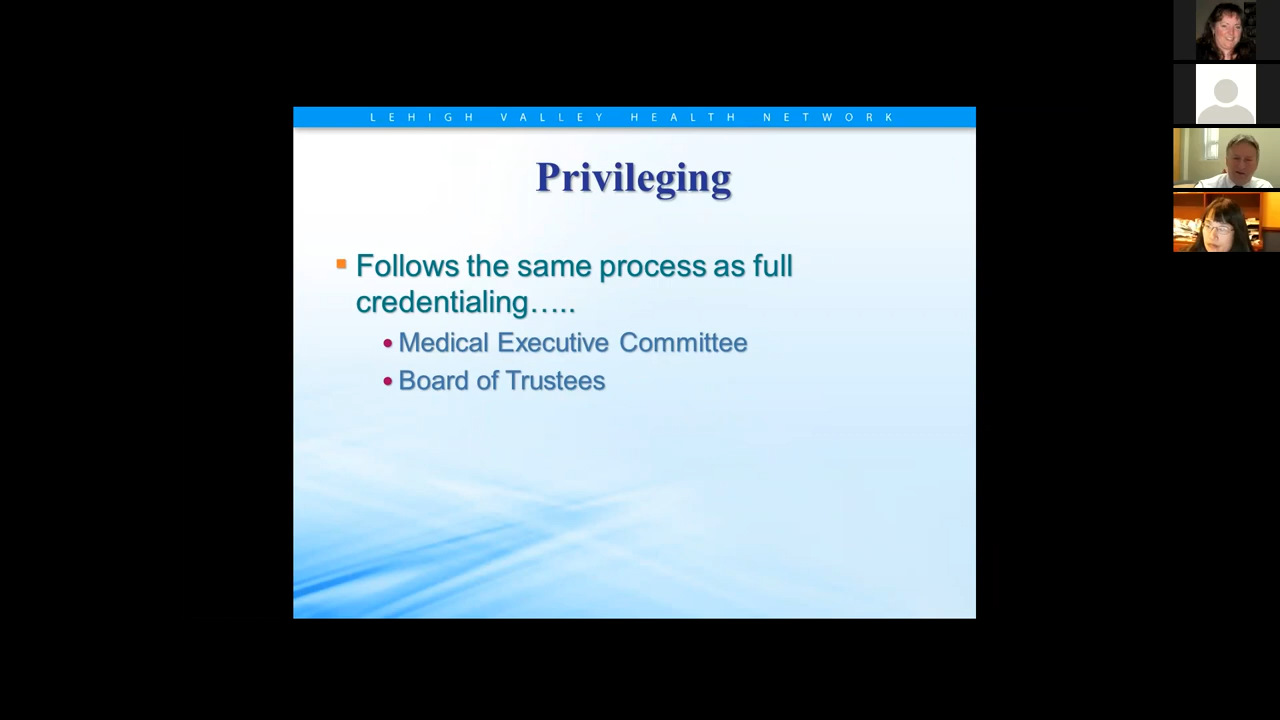 LEHIGH VALLEY HEALTH NETWORK
Privileging
Follows the same process as full
credentialing…..
Medical Executive Committee
Board of Trustees